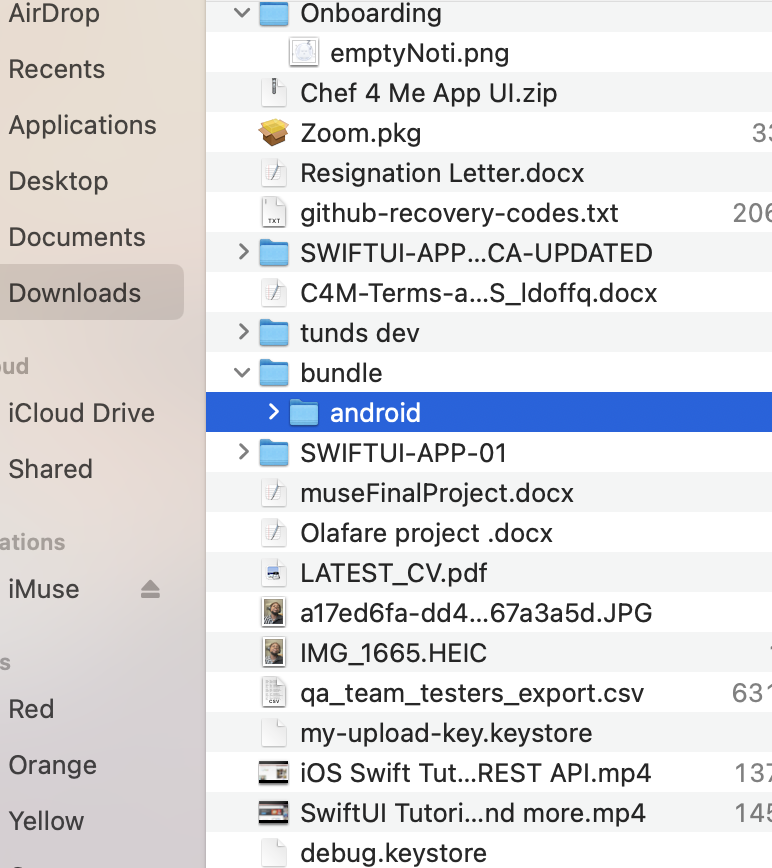 AirDrop
Recents
Applications
Desktop
Documents
Downloads
oud
iCloud Drive
Shared
ations
iMuse
s
Red
Orange
Yellow
Onboarding
emptyNoti.png
Chef 4 Me App UI.zip
Zoom.pkg 33
Resignation Letter.docx
github-recovery-codes.txt 206
SWIFTUI-APP...CA-UPDATED
C4M-Terms-a...S_ldoffq.docx
tunds dev
bundle
android
SWIFTUI-APP-01
museFinalProject.docx
Olafare project .docx
LATEST_CV.pdf
a17ed6fa-dd4...67a3a5d.JPG
IMG_1665.HEIC
qa_team_testers_export.csv 631
my-upload-key.keystore
iOS Swift Tut...REST API.mp4 137
SwiftUI Tutori...nd more.mp4 145
debug.keystore